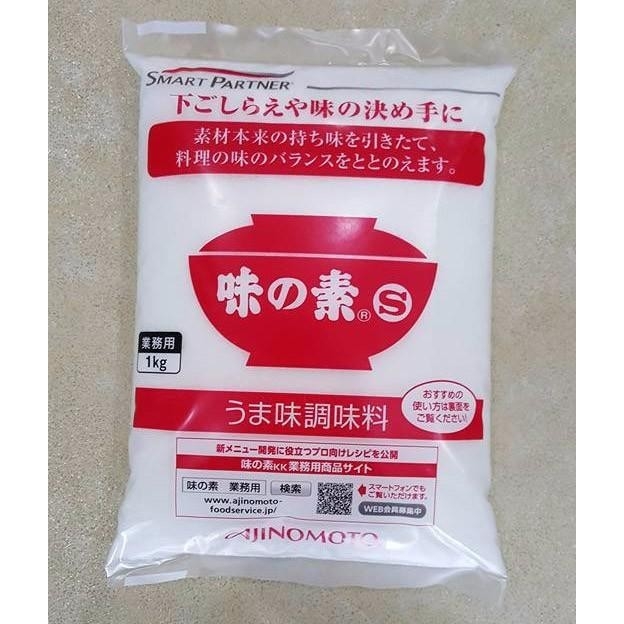 SMART PARTNER®
下ごしらえや味の決め手に
素材本来の持ち味を引きたて、
料理の味のバランスをととのえます。
味の素® S
業務用
1kg
うま味調味料
おすすめの
使い方は裏面を
ご覧ください!
新メニュー開発に役立つプロ向けレシピを公開
味の素KK業務用商品サイト
味の素 業務用 検索
www.ajinomoto-
foodservice.jp/
スマートフォンでも
ご覧いただけます。
WEB会員募集中
AJINOMOTO